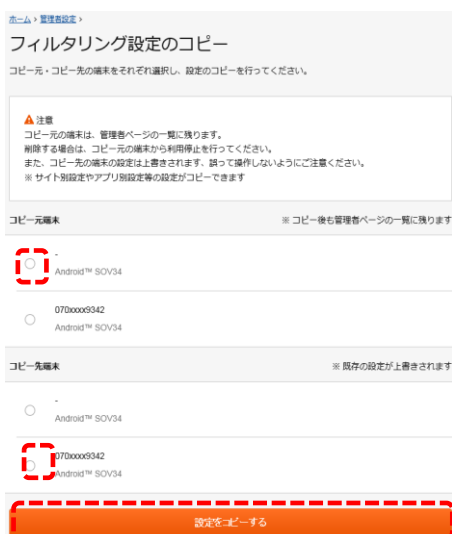 ホーム › 管理者設定 ›
フィルタリング設定のコピー
コピー元・コピー先の端末をそれぞれ選択し、設定のコピーを行ってください。
注意
コピー元の端末は、管理者ページの一覧に残ります。
削除する場合は、コピー元の端末から利用停止を行ってください。
また、コピー先の端末の設定は上書きされます、誤って操作しないようにご注意ください。
※ サイト別設定やアプリ別設定等の設定がコピーできます
コピー元端末 ※ コピー後も管理者ページの一覧に残ります
-
Android™ SOV34
070xxxx9342
Android™ SOV34
コピー先端末 ※ 既存の設定が上書きされます
-
Android™ SOV34
070xxxx9342
Android™ SOV34
設定をコピーする